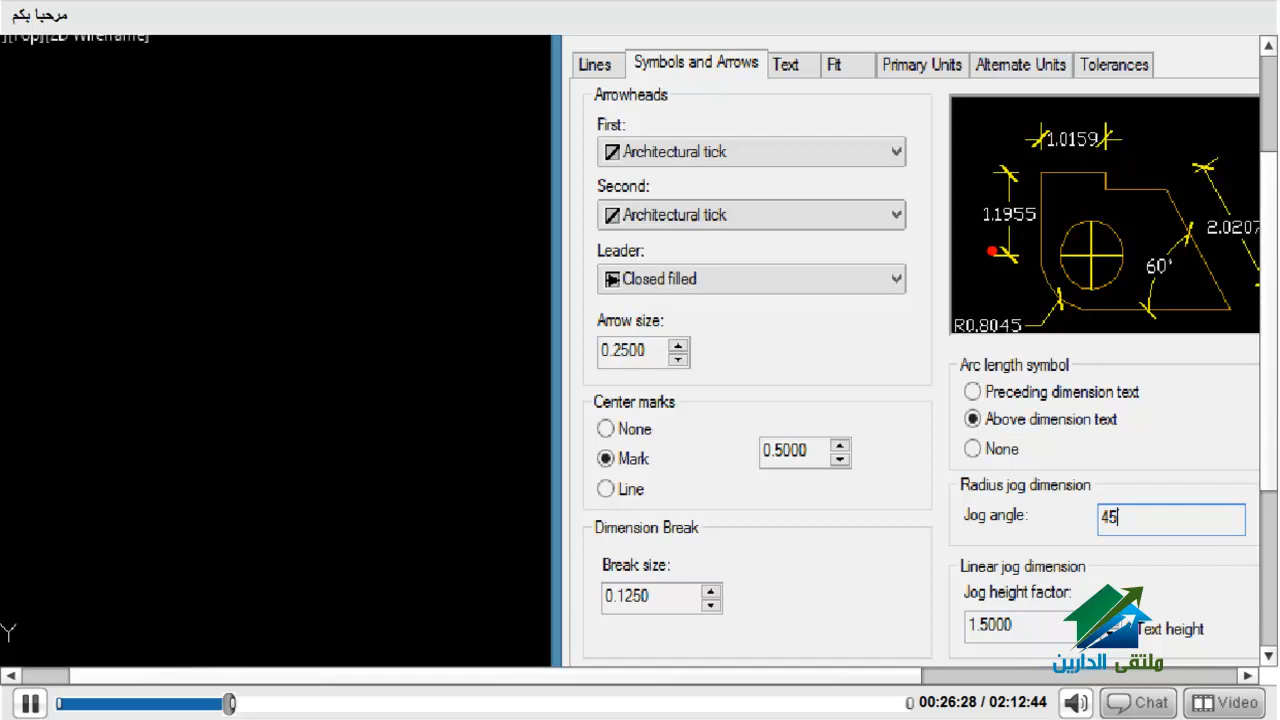 مرحبا بكم
][Top][2D Wireframe]
Lines
Symbols and Arrows
Text
Fit
Primary Units
Alternate Units
Tolerances
Arrowheads
First:
Architectural tick
Second:
Architectural tick
Leader:
Closed filled
Arrow size:
0.2500
Center marks
None
Mark
0.5000
Line
Dimension Break
Break size:
0.1250
1.0159
1.1955
2.0207
60°
R0.8045
Arc length symbol
Preceding dimension text
Above dimension text
None
Radius jog dimension
Jog angle:
45
Linear jog dimension
Jog height factor:
1.5000
Text height
ملتقى الدارين
Y
00:26:28 / 02:12:44
Chat
Video